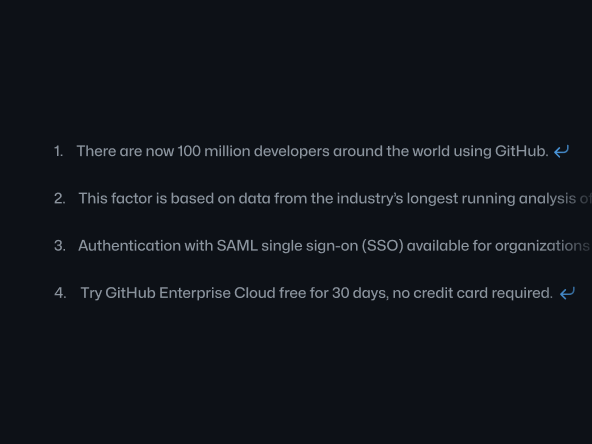 1. There are now 100 million developers around the world using GitHub.
2. This factor is based on data from the industry's longest running analysis of
3. Authentication with SAML single sign-on (SSO) available for organizations
4. Try GitHub Enterprise Cloud free for 30 days, no credit card required.